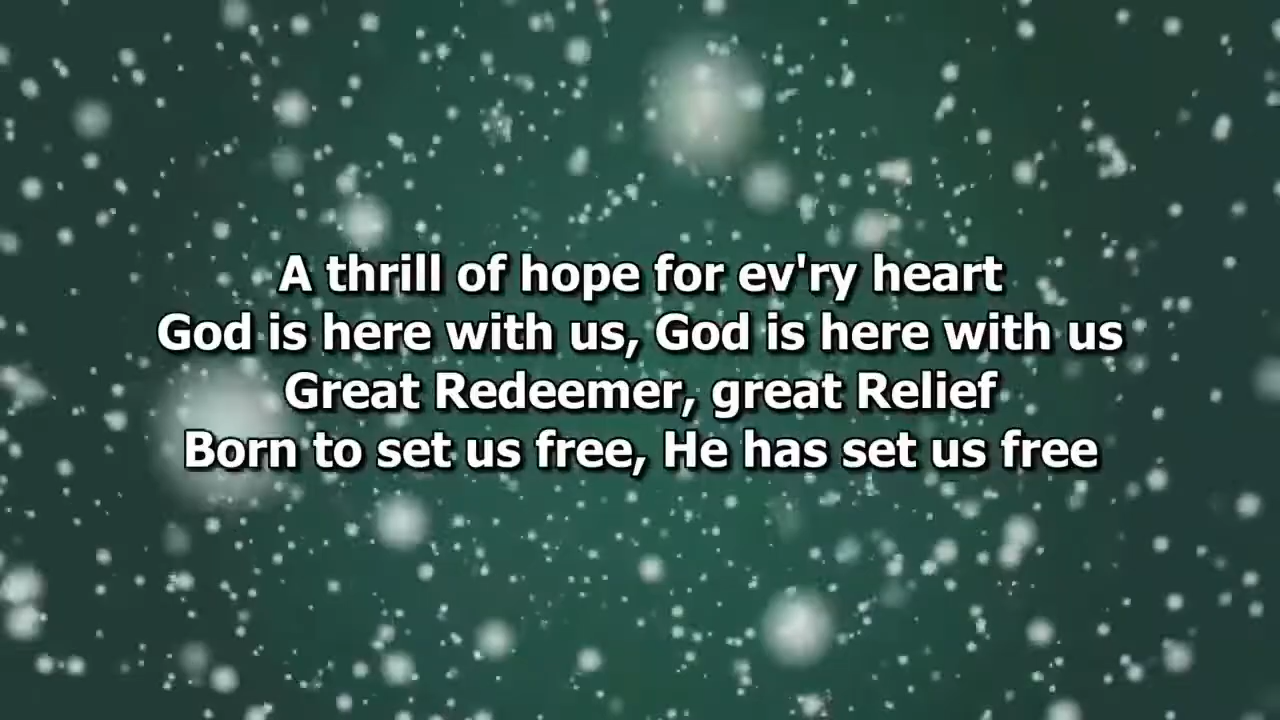 A thrill of hope for ev'ry heart
God is here with us, God is here with us
Great Redeemer, great Relief
Born to set us free, He has set us free